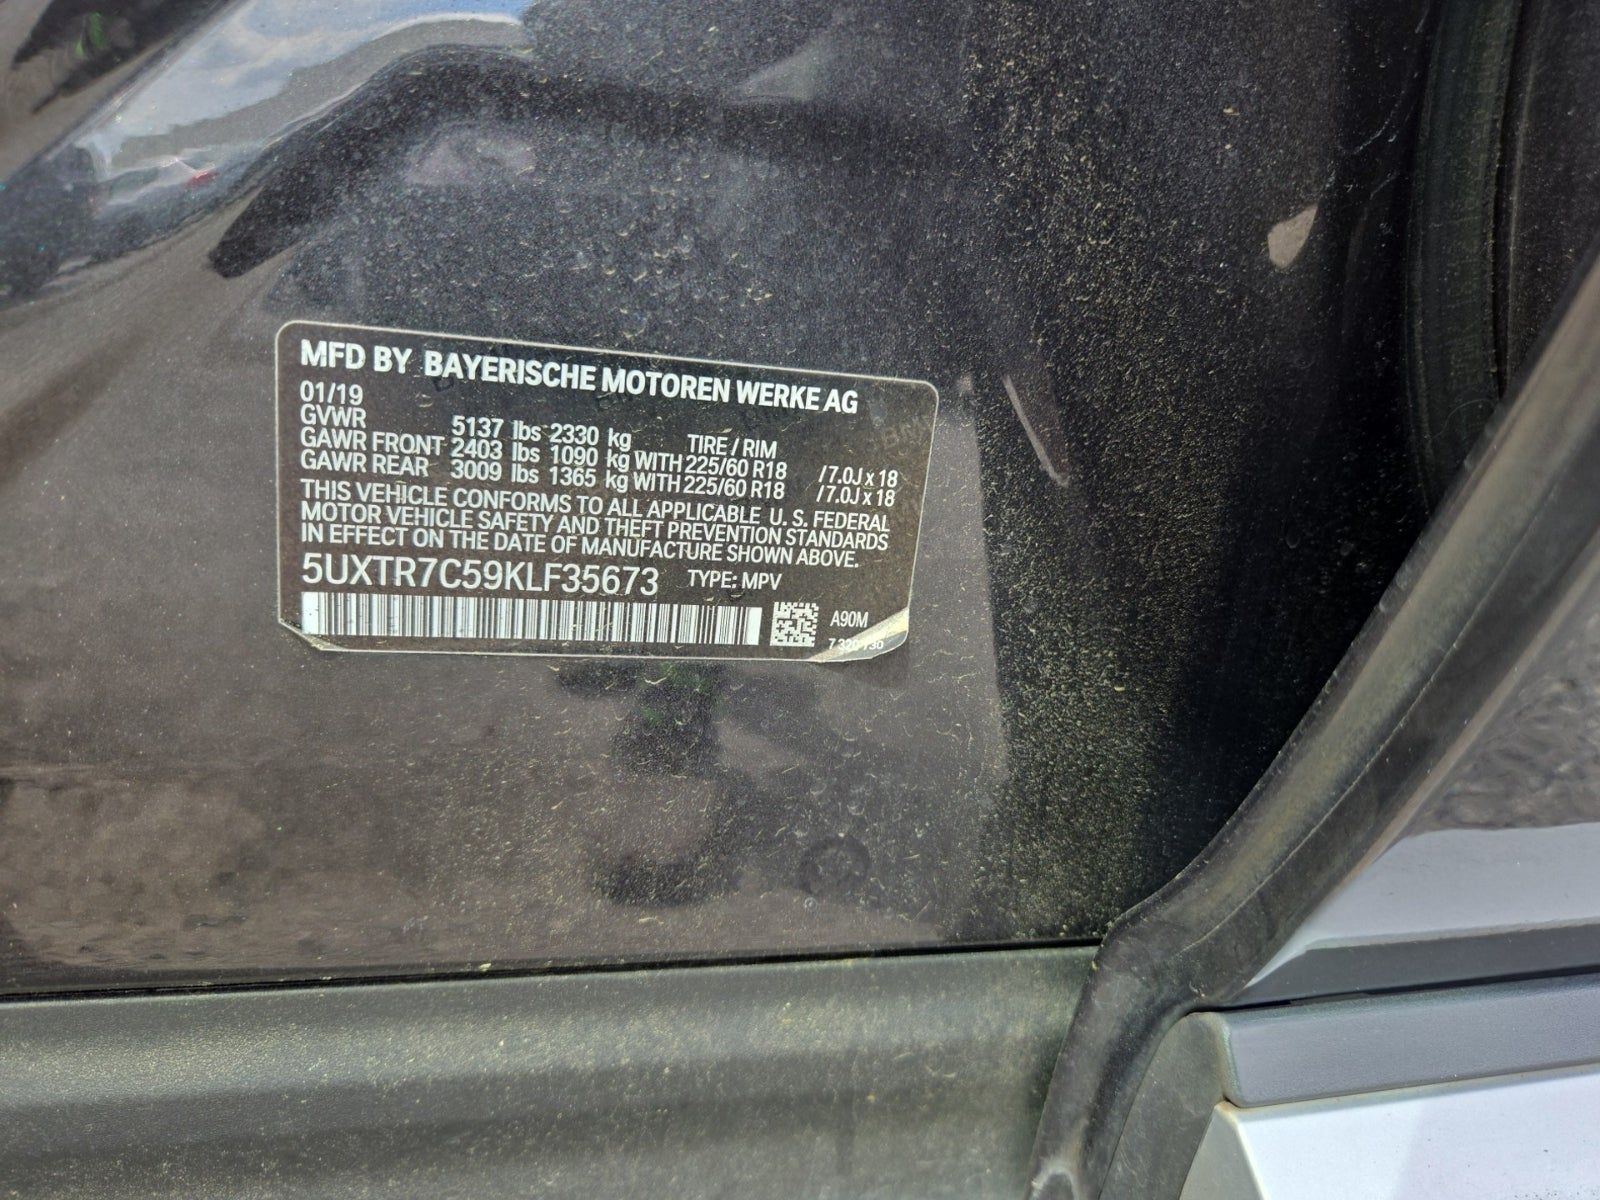 MFD BY BAYERISCHE MOTOREN WERKE AG
01/19
GVWR 5137 lbs 2330 kg TIRE / RIM
GAWR FRONT 2403 lbs 1090 kg WITH 225/60 R18 / 7.0J x 18
GAWR REAR 3009 lbs 1365 kg WITH 225/60 R18 / 7.0J x 18
THIS VEHICLE CONFORMS TO ALL APPLICABLE U. S. FEDERAL
MOTOR VEHICLE SAFETY AND THEFT PREVENTION STANDARDS
IN EFFECT ON THE DATE OF MANUFACTURE SHOWN ABOVE.
5UXTR7C59KLF35673 TYPE: MPV
A90M